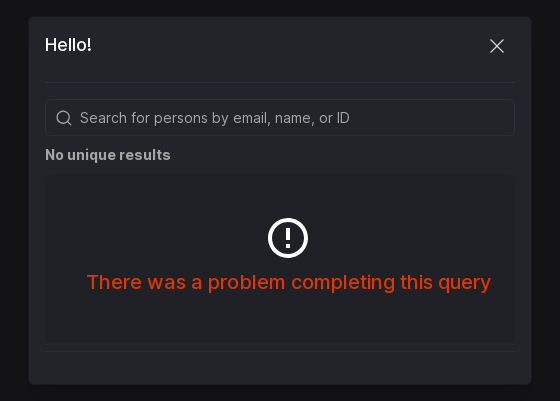 Hello!
Search for persons by email, name, or ID
No unique results
There was a problem completing this query